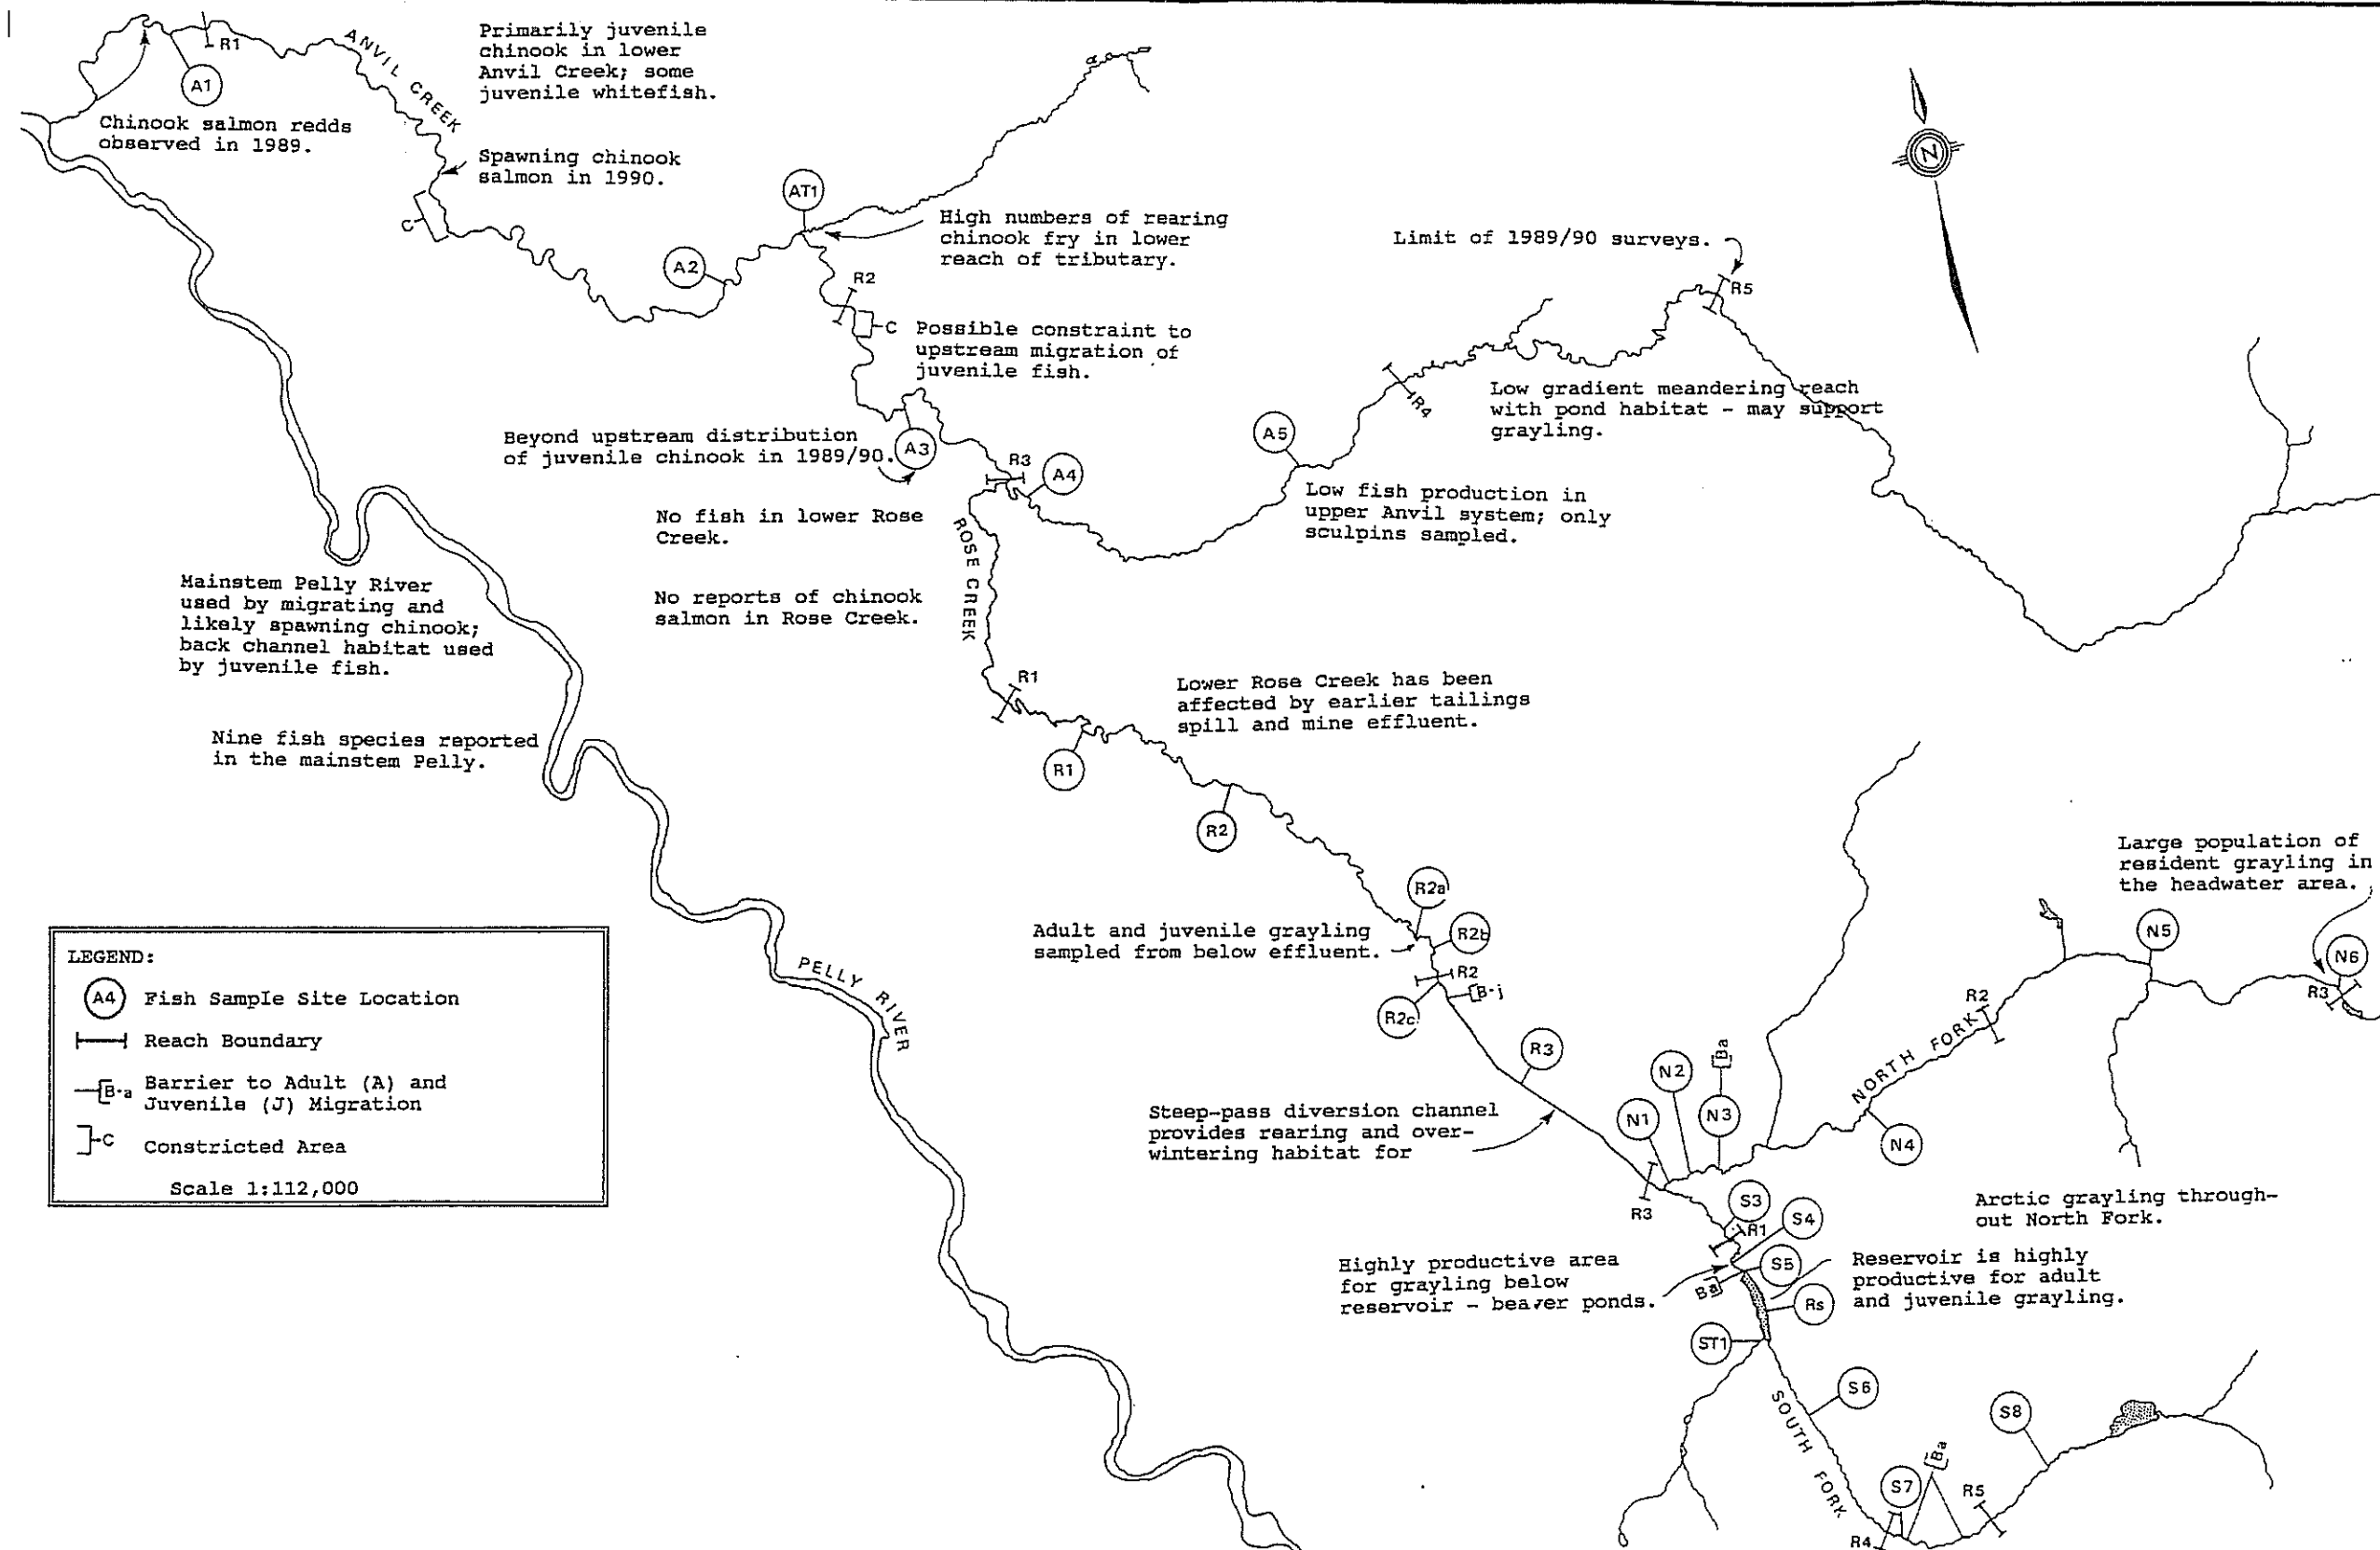 R1
A1
ANVIL CREEK
Primarily juvenile
chinook in lower
Anvil Creek; some
juvenile whitefish.
Chinook salmon redds
observed in 1989.
Spawning chinook
salmon in 1990.
C
AT1
A2
High numbers of rearing
chinook fry in lower
reach of tributary.
N
Limit of 1989/90 surveys.
R5
R2
C
Possible constraint to
upstream migration of
juvenile fish.
R4
Low gradient meandering reach
with pond habitat - may support
grayling.
A5
Beyond upstream distribution
of juvenile chinook in 1989/90.
A3
R3
A4
Low fish production in
upper Anvil system; only
sculpins sampled.
No fish in lower Rose
Creek.
ROSE CREEK
No reports of chinook
salmon in Rose Creek.
Mainstem Pelly River
used by migrating and
likely spawning chinook;
back channel habitat used
by juvenile fish.
R1
Lower Rose Creek has been
affected by earlier tailings
spill and mine effluent.
Nine fish species reported
in the mainstem Pelly.
R1
R2
Large population of
resident grayling in
the headwater area.
R2a
R2b
Adult and juvenile grayling
sampled from below effluent.
R2
B-j
R2c
N5
N6
R3
R2
NORTH FORK
PELLY RIVER
LEGEND:
A4 Fish Sample Site Location
Reach Boundary
B-a Barrier to Adult (A) and
Juvenile (J) Migration
C Constricted Area
Scale 1:112,000
R3
Ba
N2
N1
N3
N4
Steep-pass diversion channel
provides rearing and over-
wintering habitat for
R3
S3
R1
S4
Arctic grayling through-
out North Fork.
Highly productive area
for grayling below
reservoir - beaver ponds.
Ba
S5
Rs
Reservoir is highly
productive for adult
and juvenile grayling.
ST1
S6
SOUTH FORK
S8
Ba
S7
R5
R4